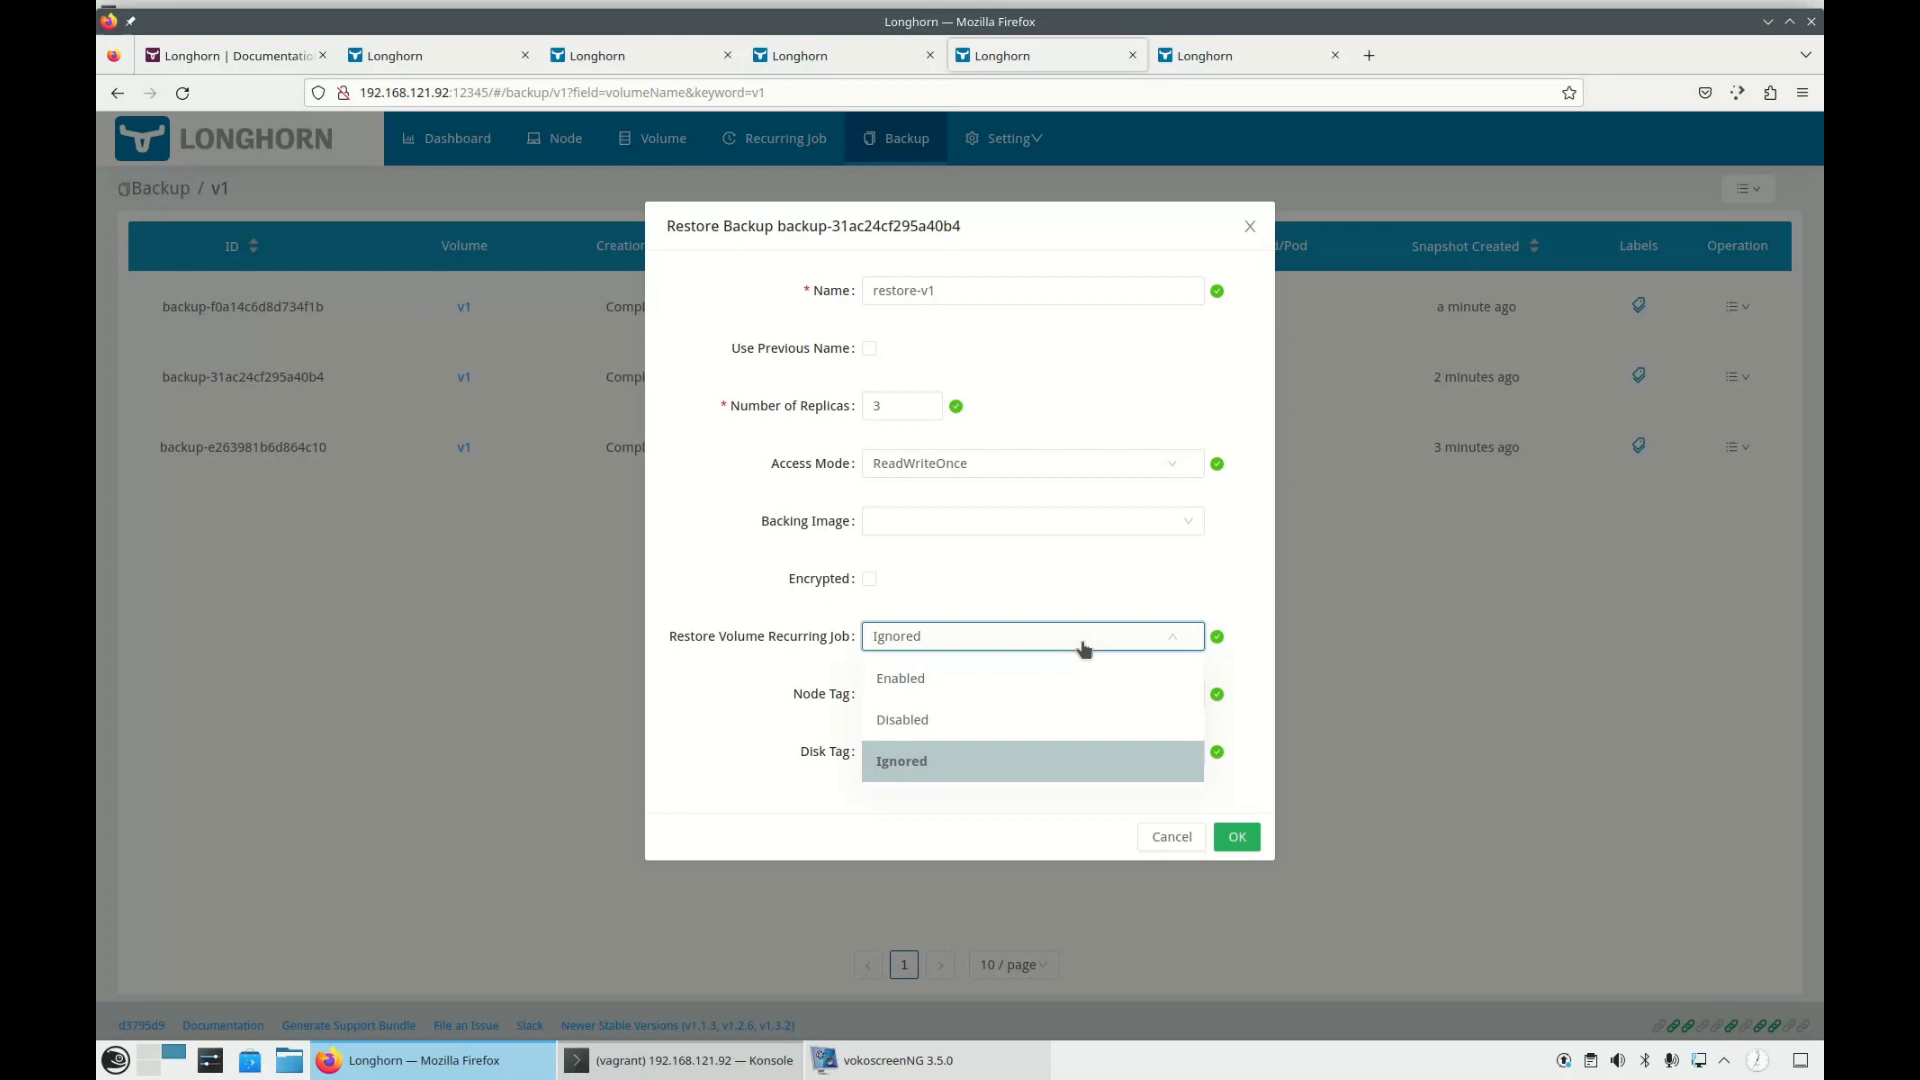 Longhorn — Mozilla Firefox
Longhorn | Documentatio
Longhorn
Longhorn
Longhorn
Longhorn
Longhorn
192.168.121.92:12345/#/backup/v1?field=volumeName&keyword=v1
LONGHORN
Dashboard
Node
Volume
Recurring Job
Backup
Setting
Backup / v1
ID
Volume
Creation
d/Pod
Snapshot Created
Labels
Operation
backup-f0a14c6d8d734f1b
v1
Compl
a minute ago
backup-31ac24cf295a40b4
v1
Compl
2 minutes ago
backup-e263981b6d864c10
v1
Compl
3 minutes ago
Restore Backup backup-31ac24cf295a40b4
* Name: restore-v1
Use Previous Name:
* Number of Replicas: 3
Access Mode: ReadWriteOnce
Backing Image:
Encrypted:
Restore Volume Recurring Job: Ignored
Enabled
Node Tag:
Disabled
Disk Tag:
Ignored
Cancel
OK
< 1 > 10 / page
d3795d9
Documentation
Generate Support Bundle
File an Issue
Slack
Newer Stable Versions (v1.1.3, v1.2.6, v1.3.2)
Longhorn — Mozilla Firefox
(vagrant) 192.168.121.92 — Konsole
vokoscreenNG 3.5.0